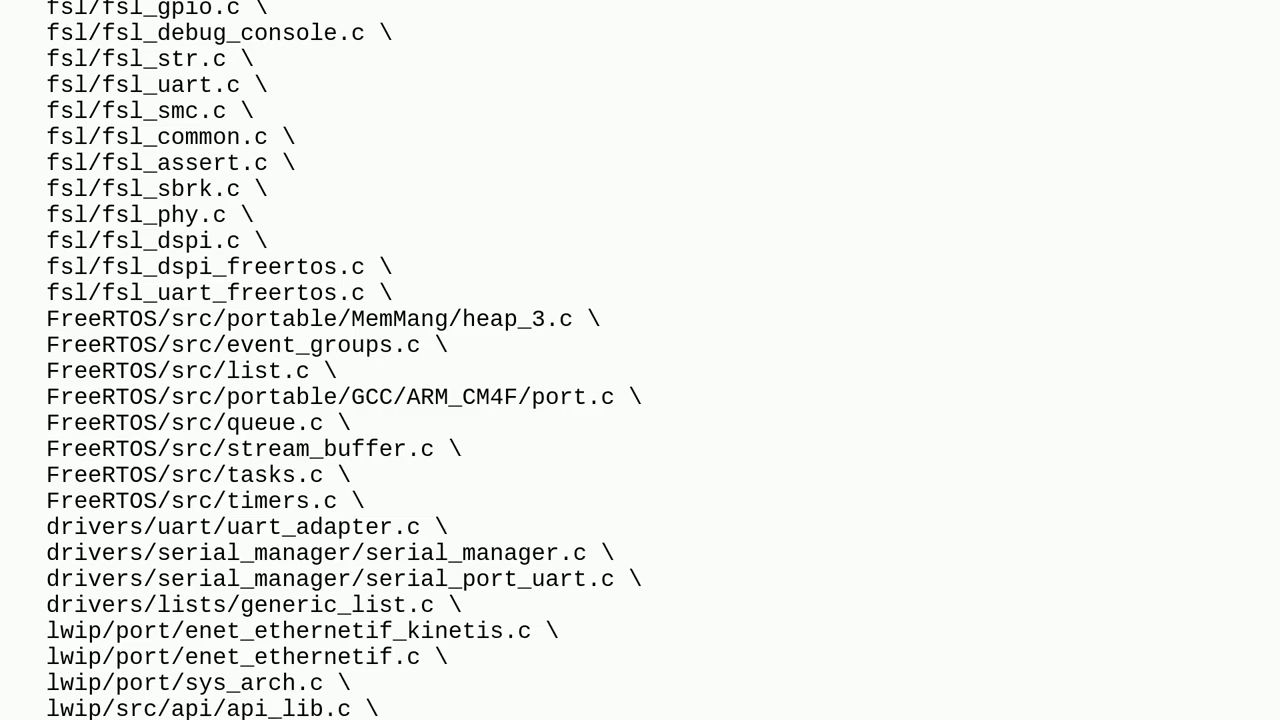 fsl/fsl_gpio.c \
fsl/fsl_debug_console.c \
fsl/fsl_str.c \
fsl/fsl_uart.c \
fsl/fsl_smc.c \
fsl/fsl_common.c \
fsl/fsl_assert.c \
fsl/fsl_sbrk.c \
fsl/fsl_phy.c \
fsl/fsl_dspi.c \
fsl/fsl_dspi_freertos.c \
fsl/fsl_uart_freertos.c \
FreeRTOS/src/portable/MemMang/heap_3.c \
FreeRTOS/src/event_groups.c \
FreeRTOS/src/list.c \
FreeRTOS/src/portable/GCC/ARM_CM4F/port.c \
FreeRTOS/src/queue.c \
FreeRTOS/src/stream_buffer.c \
FreeRTOS/src/tasks.c \
FreeRTOS/src/timers.c \
drivers/uart/uart_adapter.c \
drivers/serial_manager/serial_manager.c \
drivers/serial_manager/serial_port_uart.c \
drivers/lists/generic_list.c \
lwip/port/enet_ethernetif_kinetis.c \
lwip/port/enet_ethernetif.c \
lwip/port/sys_arch.c \
lwip/src/api/api_lib.c \